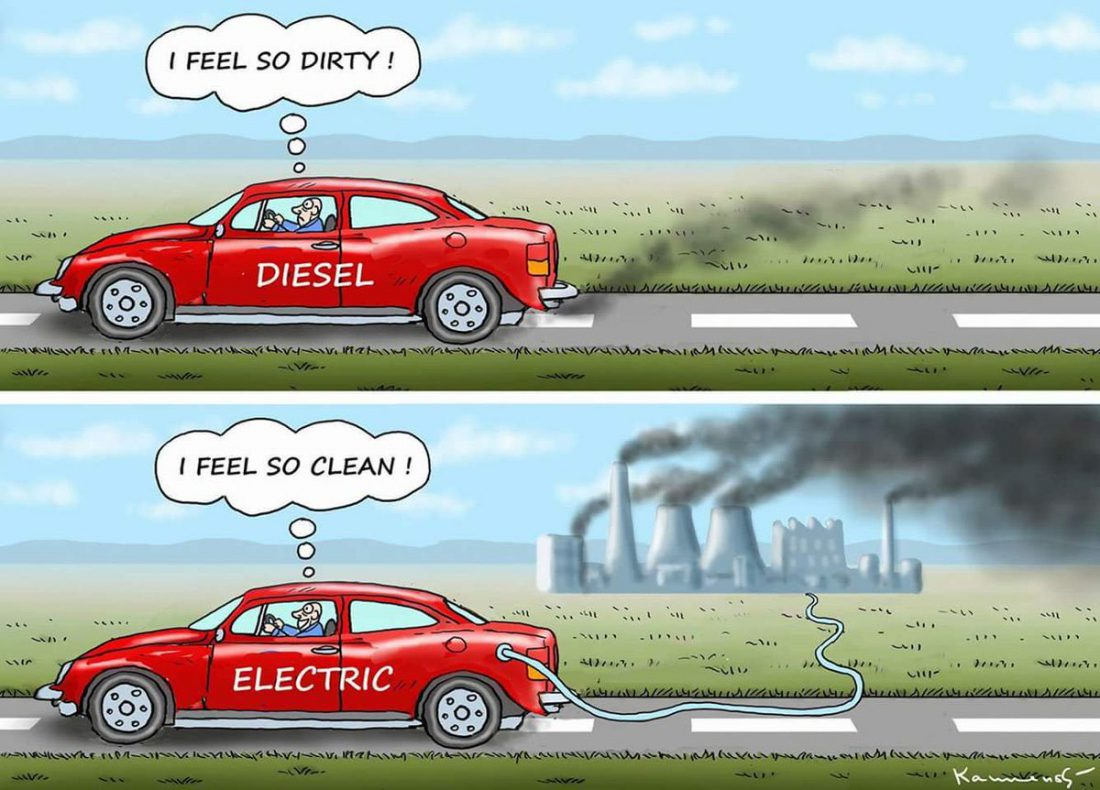 I FEEL SO DIRTY !
DIESEL
I FEEL SO CLEAN !
ELECTRIC